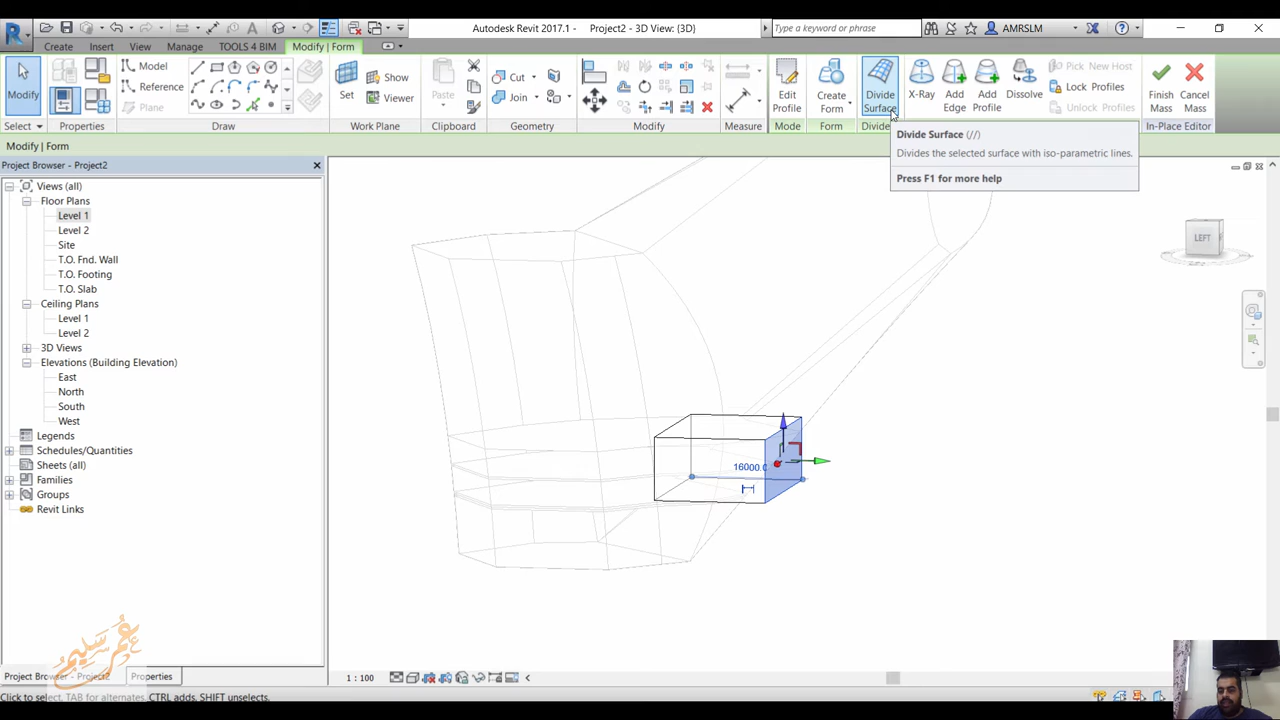 Autodesk Revit 2017.1 - Project2 - 3D View: {3D}
Type a keyword or phrase
AMRSLM
Create Insert View Manage TOOLS 4 BIM Modify | Form
Modify
Select
Properties
Model
Reference
Plane
Draw
Set
Show
Viewer
Work Plane
Paste
Clipboard
Cut
Join
Geometry
Modify
Measure
Edit Profile
Mode
Create Form
Form
Divide Surface
Divide
X-Ray
Add Edge
Add Profile
Dissolve
Pick New Host
Lock Profiles
Unlock Profiles
Form Element
Finish Mass
Cancel Mass
In-Place Editor
Divide Surface (//)
Divides the selected surface with iso-parametric lines.
Press F1 for more help
Modify | Form
Project Browser - Project2
Views (all)
Floor Plans
Level 1
Level 2
Site
T.O. Fnd. Wall
T.O. Footing
T.O. Slab
Ceiling Plans
Level 1
Level 2
3D Views
Elevations (Building Elevation)
East
North
South
West
Legends
Schedules/Quantities
Sheets (all)
Families
Groups
Revit Links
LEFT
16000.0
عمر سليم
Project Browser - Project2
Properties
1 : 100
Click to select, TAB for alternates, CTRL adds, SHIFT unselects.